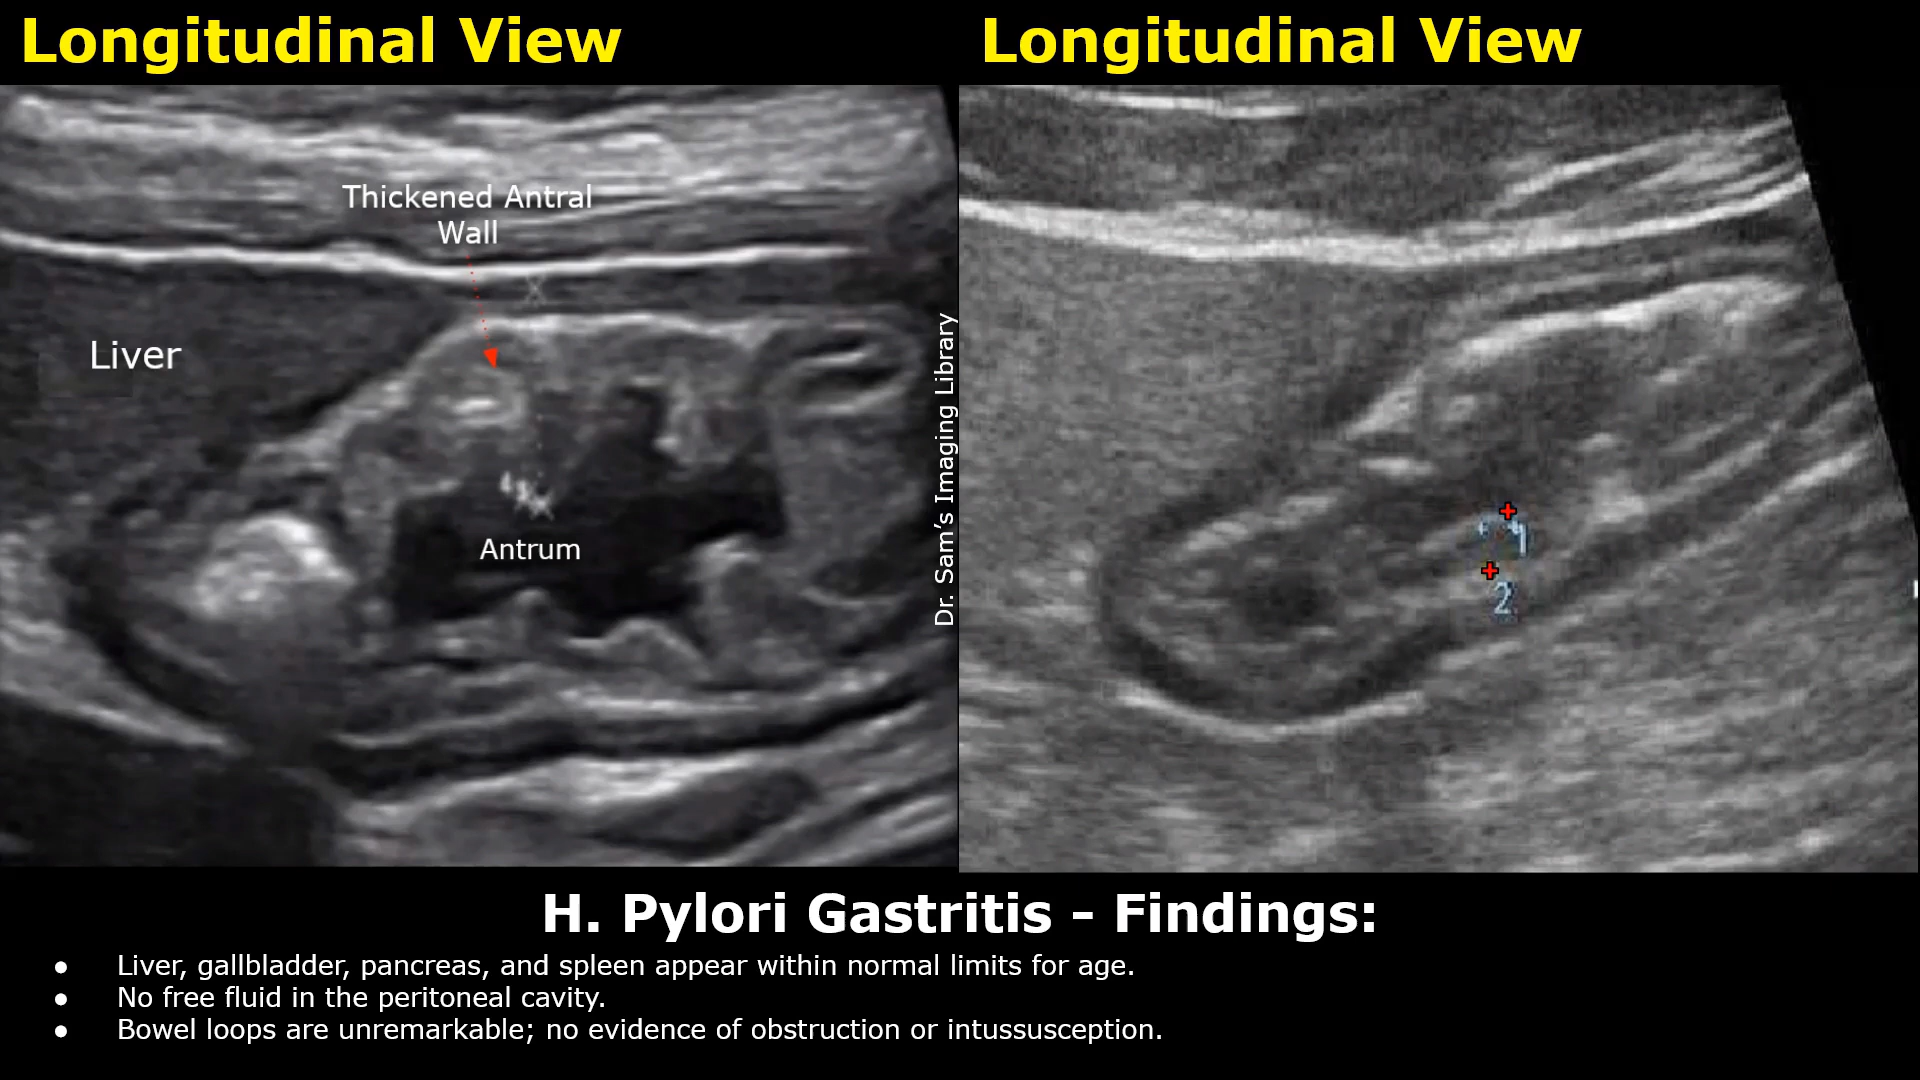 Longitudinal View
Longitudinal View
Thickened Antral
Wall
Liver
Antrum
1
2
Dr. Sam's Imaging Library
H. Pylori Gastritis - Findings:
● Liver, gallbladder, pancreas, and spleen appear within normal limits for age.
● No free fluid in the peritoneal cavity.
● Bowel loops are unremarkable; no evidence of obstruction or intussusception.